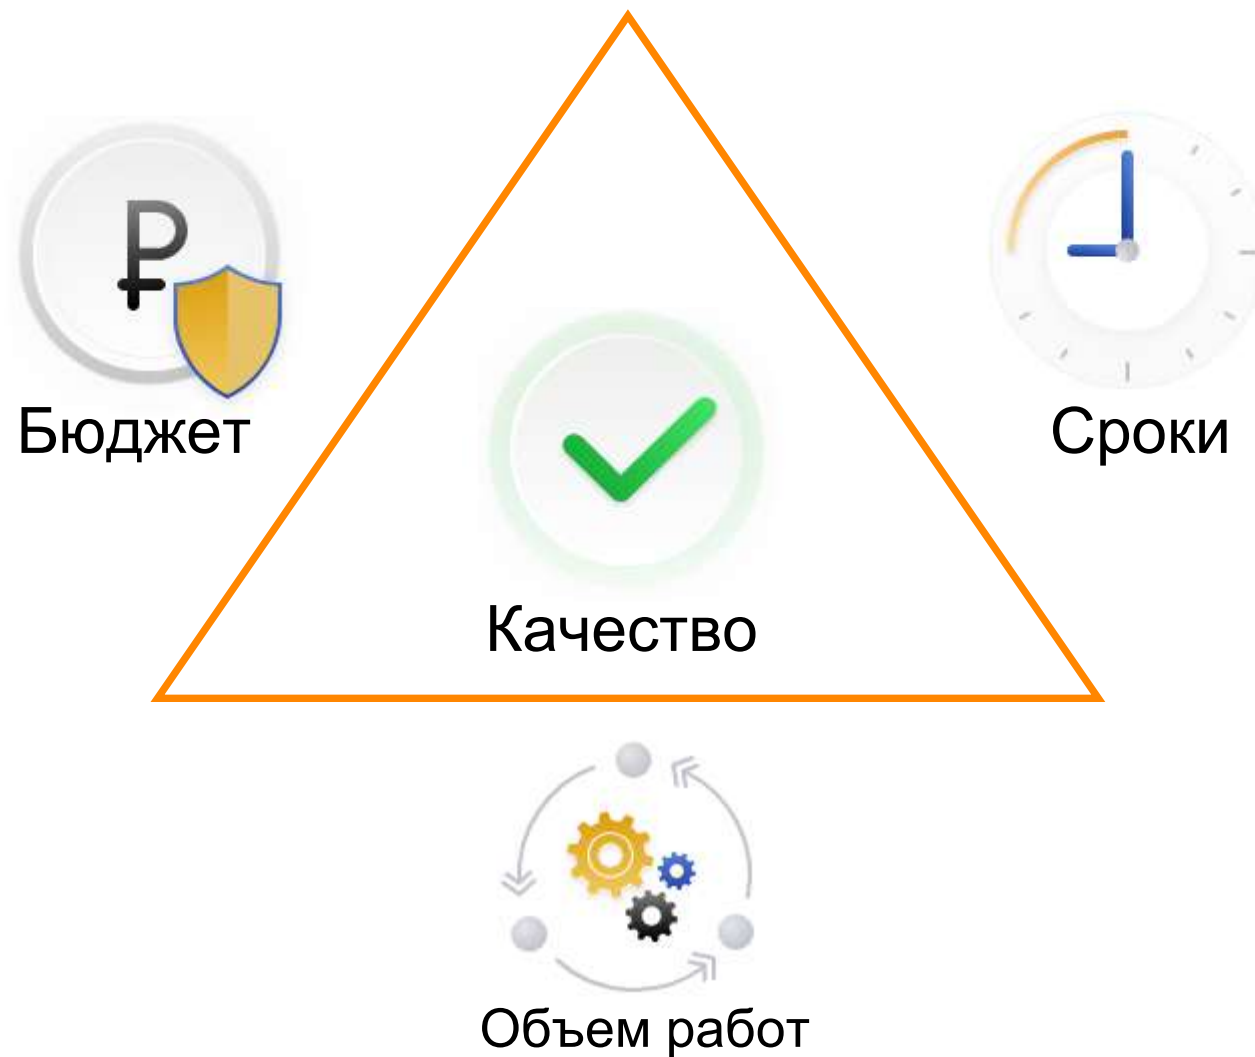 ₽
Бюджет
Сроки
Качество
Объем работ